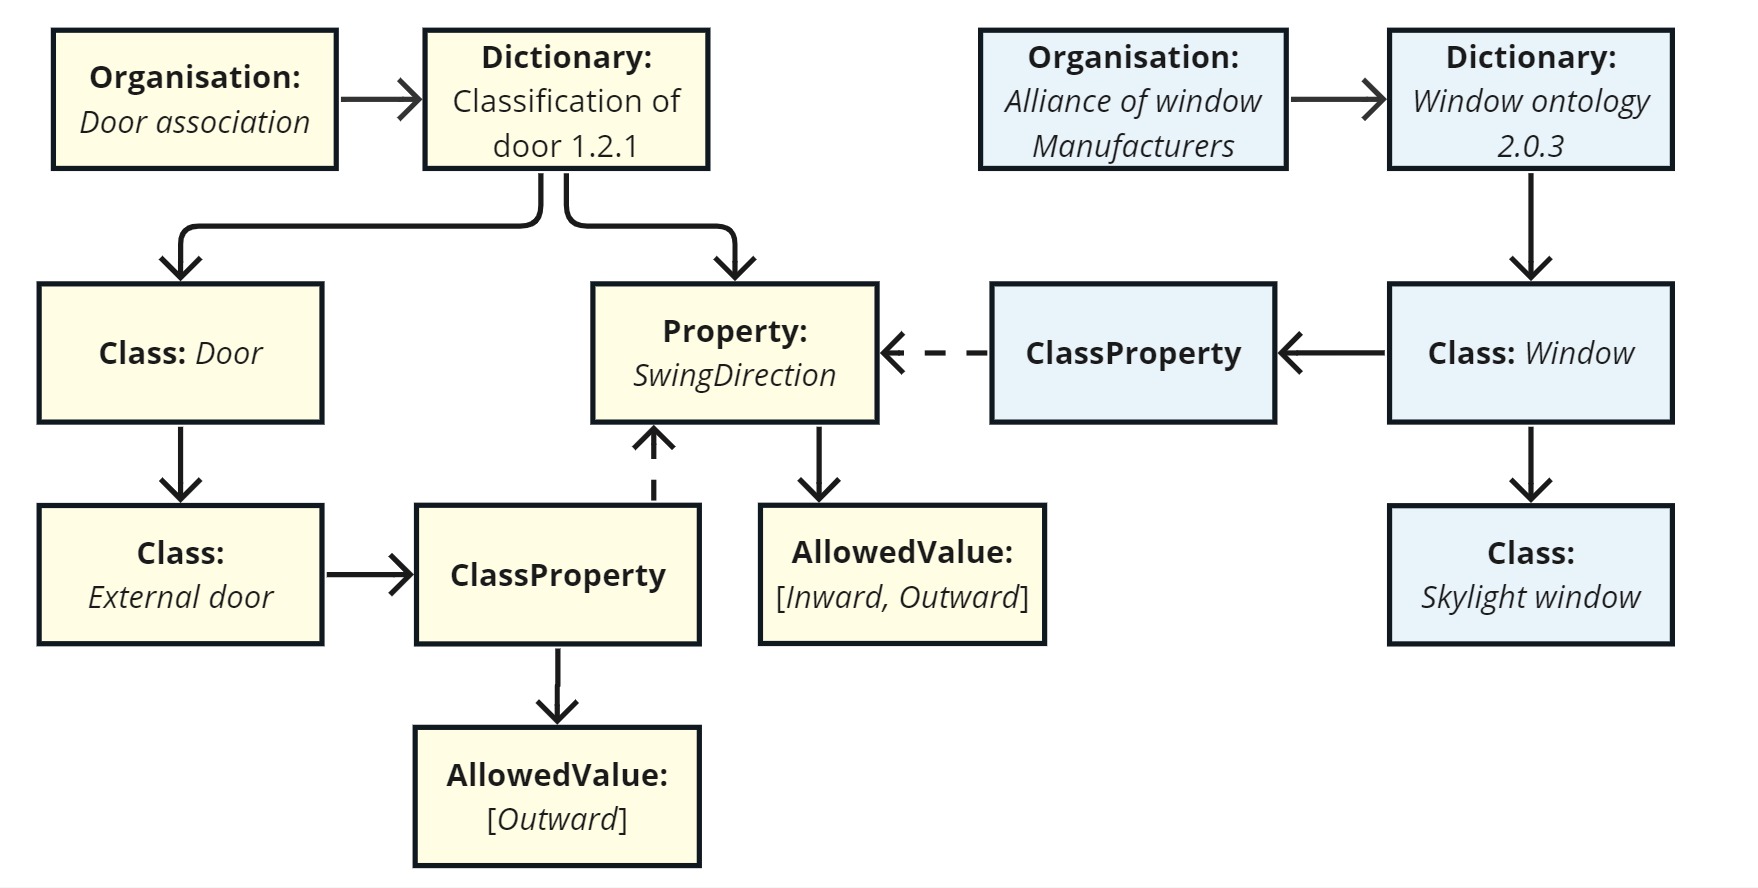 Organisation:
Door association
Dictionary:
Classification of
door 1.2.1
Organisation:
Alliance of window
Manufacturers
Dictionary:
Window ontology
2.0.3
Class: Door
Property:
SwingDirection
ClassProperty
Class: Window
Class:
External door
ClassProperty
AllowedValue:
[Inward, Outward]
Class:
Skylight window
AllowedValue:
[Outward]